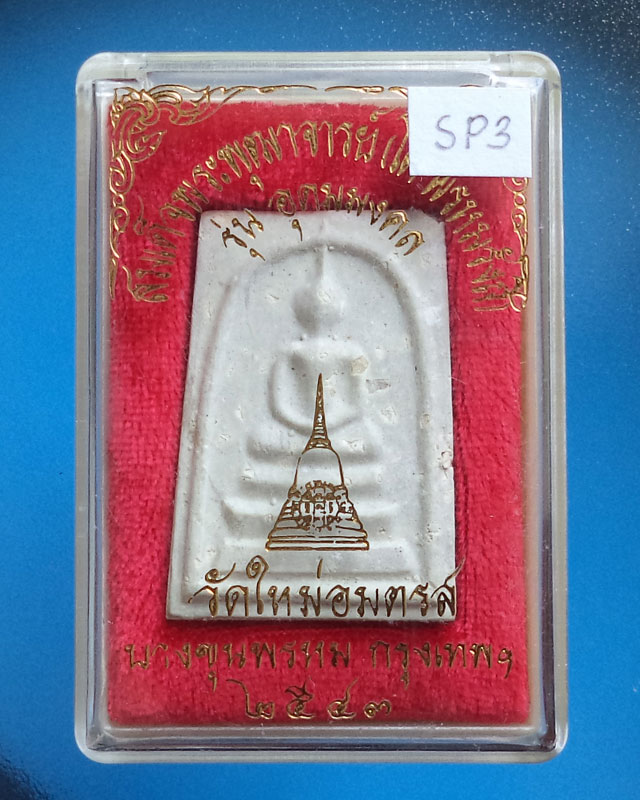 SP3
สมเด็จพระพุฒาจารย์ (โต พรหมรังสี)
รุ่น อุดมมงคล
วัดใหม่อมตรส
บางขุนพรหม กรุงเทพฯ
๒๕๔๓